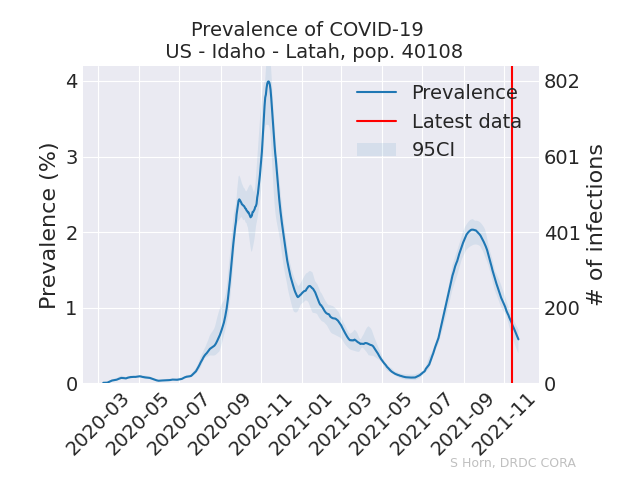 Prevalence of COVID-19
US - Idaho - Latah, pop. 40108
Prevalence
Latest data
95CI
Prevalence (%)
4
3
2
1
0
# of infections
802
601
401
200
0
2020-03
2020-05
2020-07
2020-09
2020-11
2021-01
2021-03
2021-05
2021-07
2021-09
2021-11
S Horn, DRDC CORA